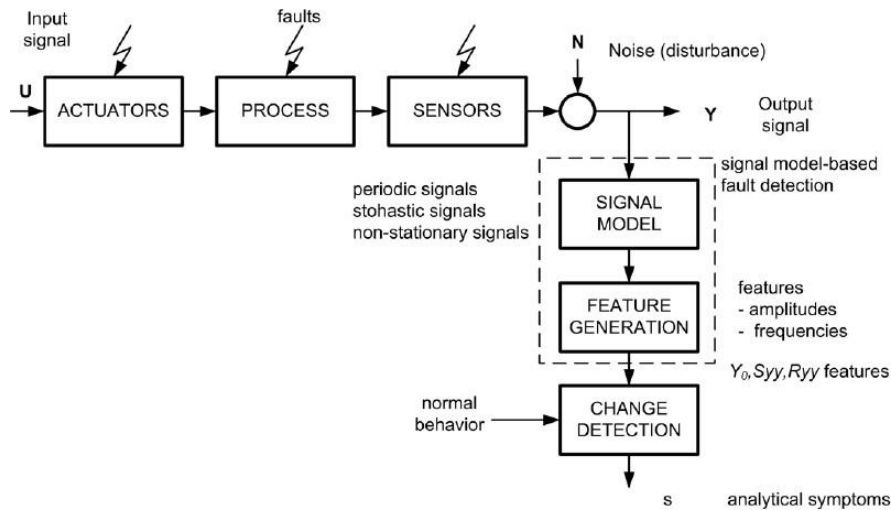 Input
signal
faults
N
Noise (disturbance)
U
ACTUATORS
PROCESS
SENSORS
Y
Output
signal
signal model-based
fault detection
periodic signals
stohastic signals
non-stationary signals
SIGNAL
MODEL
FEATURE
GENERATION
features
- amplitudes
- frequencies
Y₀,Syy,Ryy features
normal
behavior
CHANGE
DETECTION
s
analytical symptoms